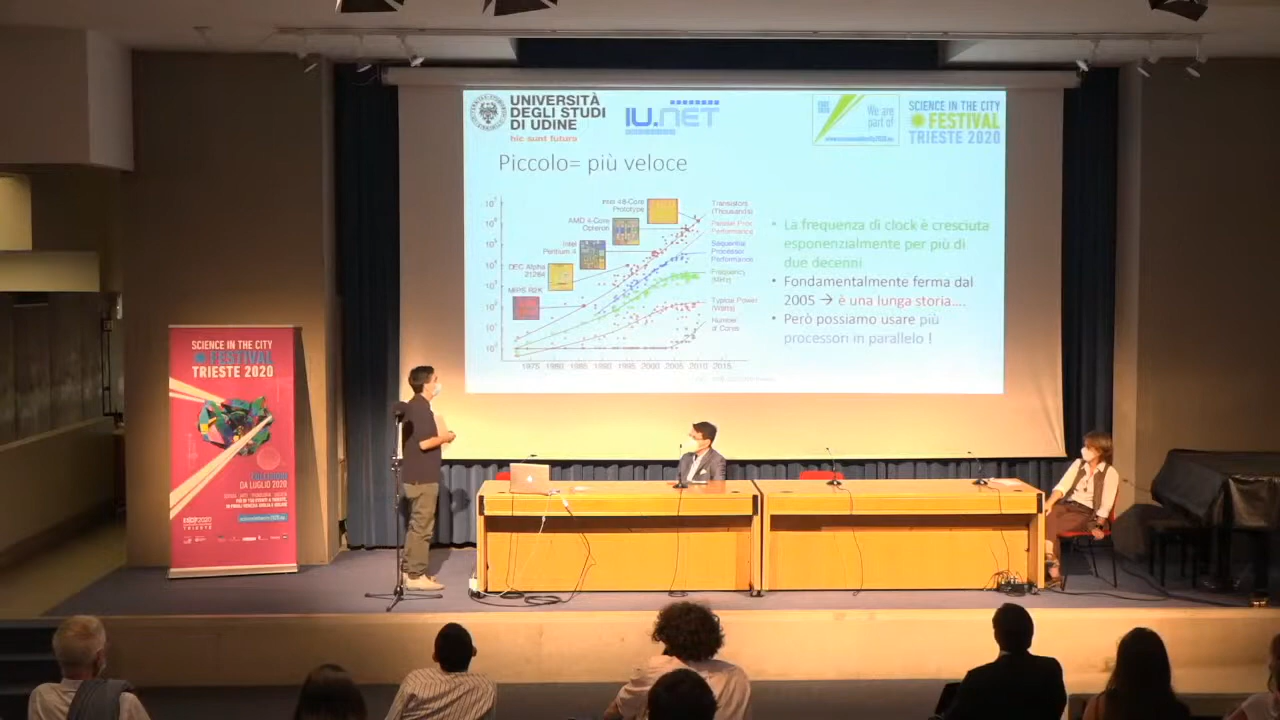 UNIVERSITÀ
DEGLI STUDI
DI UDINE
hic sunt futura
IU.NET
We are
part of
SCIENCE IN THE CITY
FESTIVAL
TRIESTE 2020
Piccolo= più veloce
Intel 48-Core
Prototype
AMD 4-Core
Opteron
Intel
Pentium 4
DEC Alpha
21264
MIPS R2K
Transistors
(Thousands)
Parallel Proc
Performance
Sequential
Processor
Performance
Frequency
(MHz)
Typical Power
(Watts)
Number
of Cores
1975 1980 1985 1990 1995 2000 2005 2010 2015
• La frequenza di clock è cresciuta
esponenzialmente per più di
due decenni
• Fondamentalmente ferma dal
2005 → è una lunga storia....
• Però possiamo usare più
processori in parallelo !
SCIENCE IN THE CITY
FESTIVAL
TRIESTE 2020
DA LUGLIO 2020